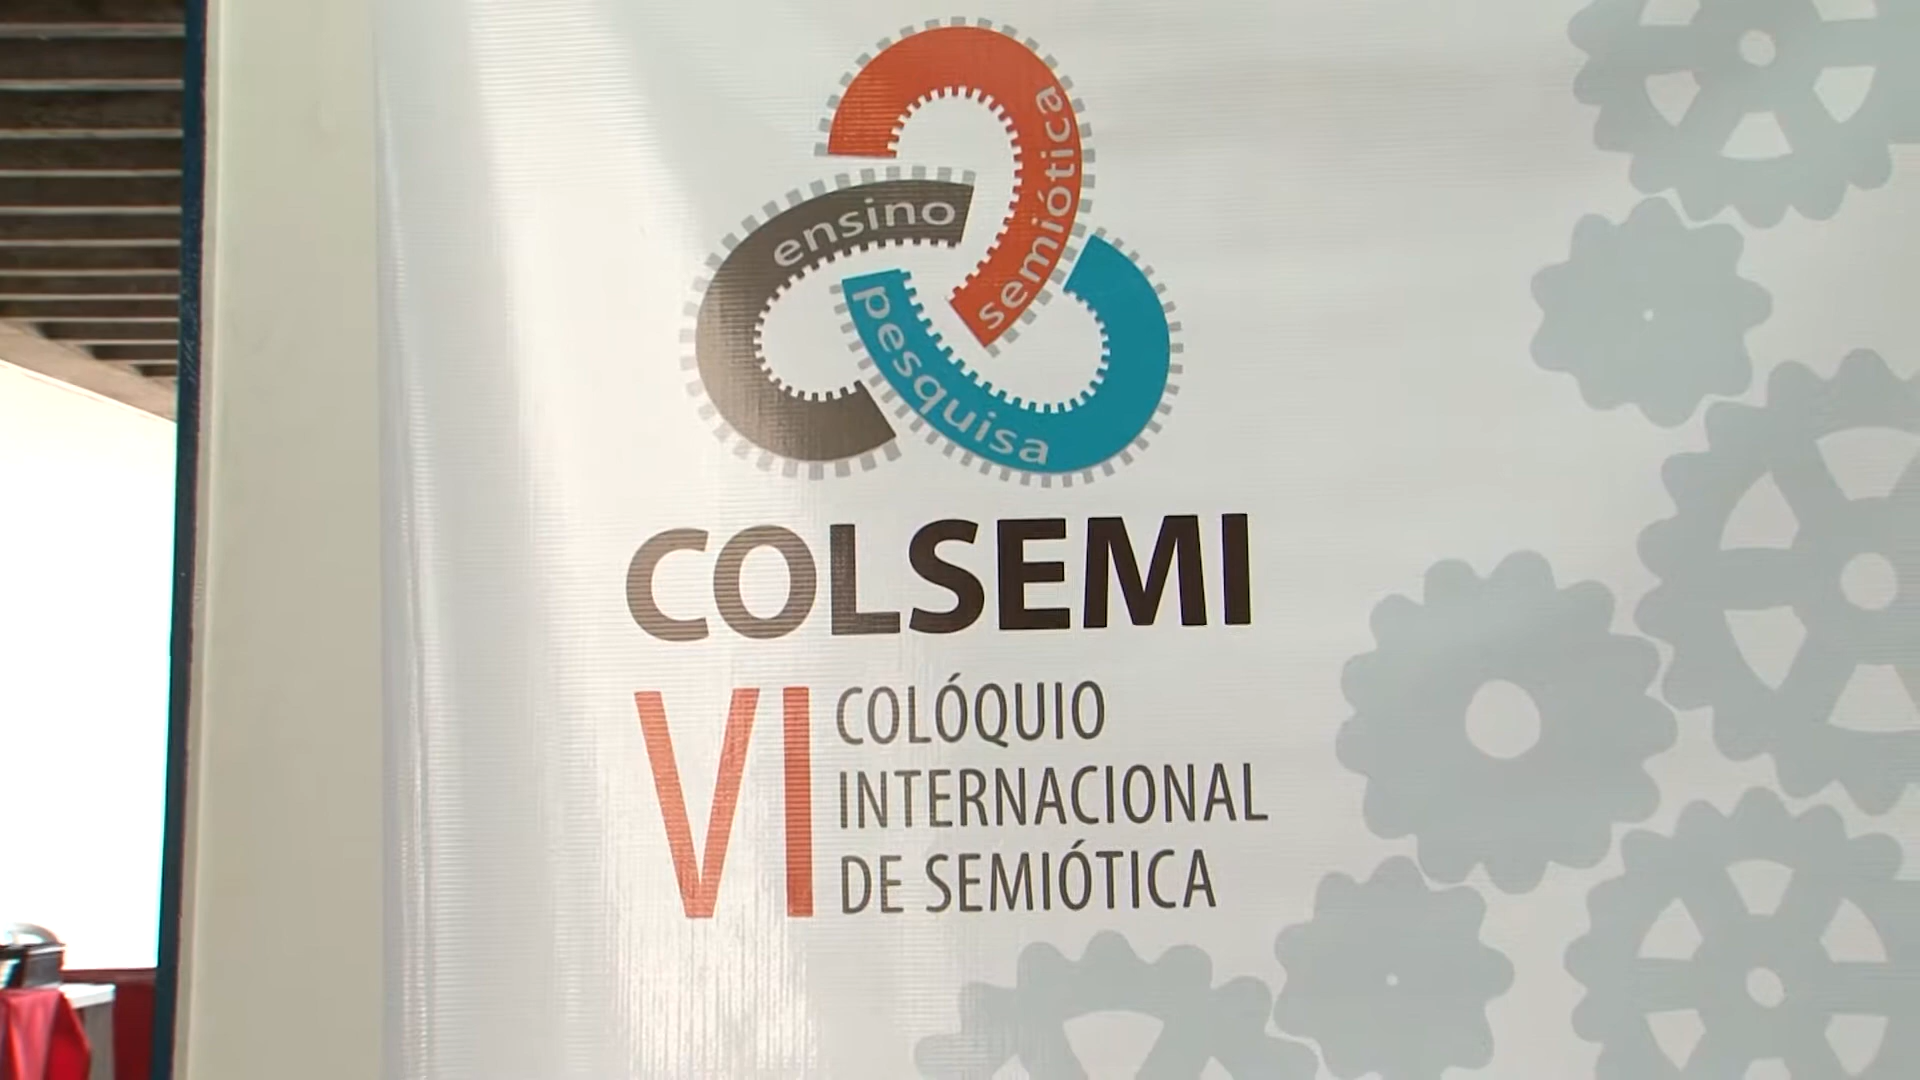 semiótica
ensino
pesquisa
COLSEMI
VI COLÓQUIO
INTERNACIONAL
DE SEMIÓTICA